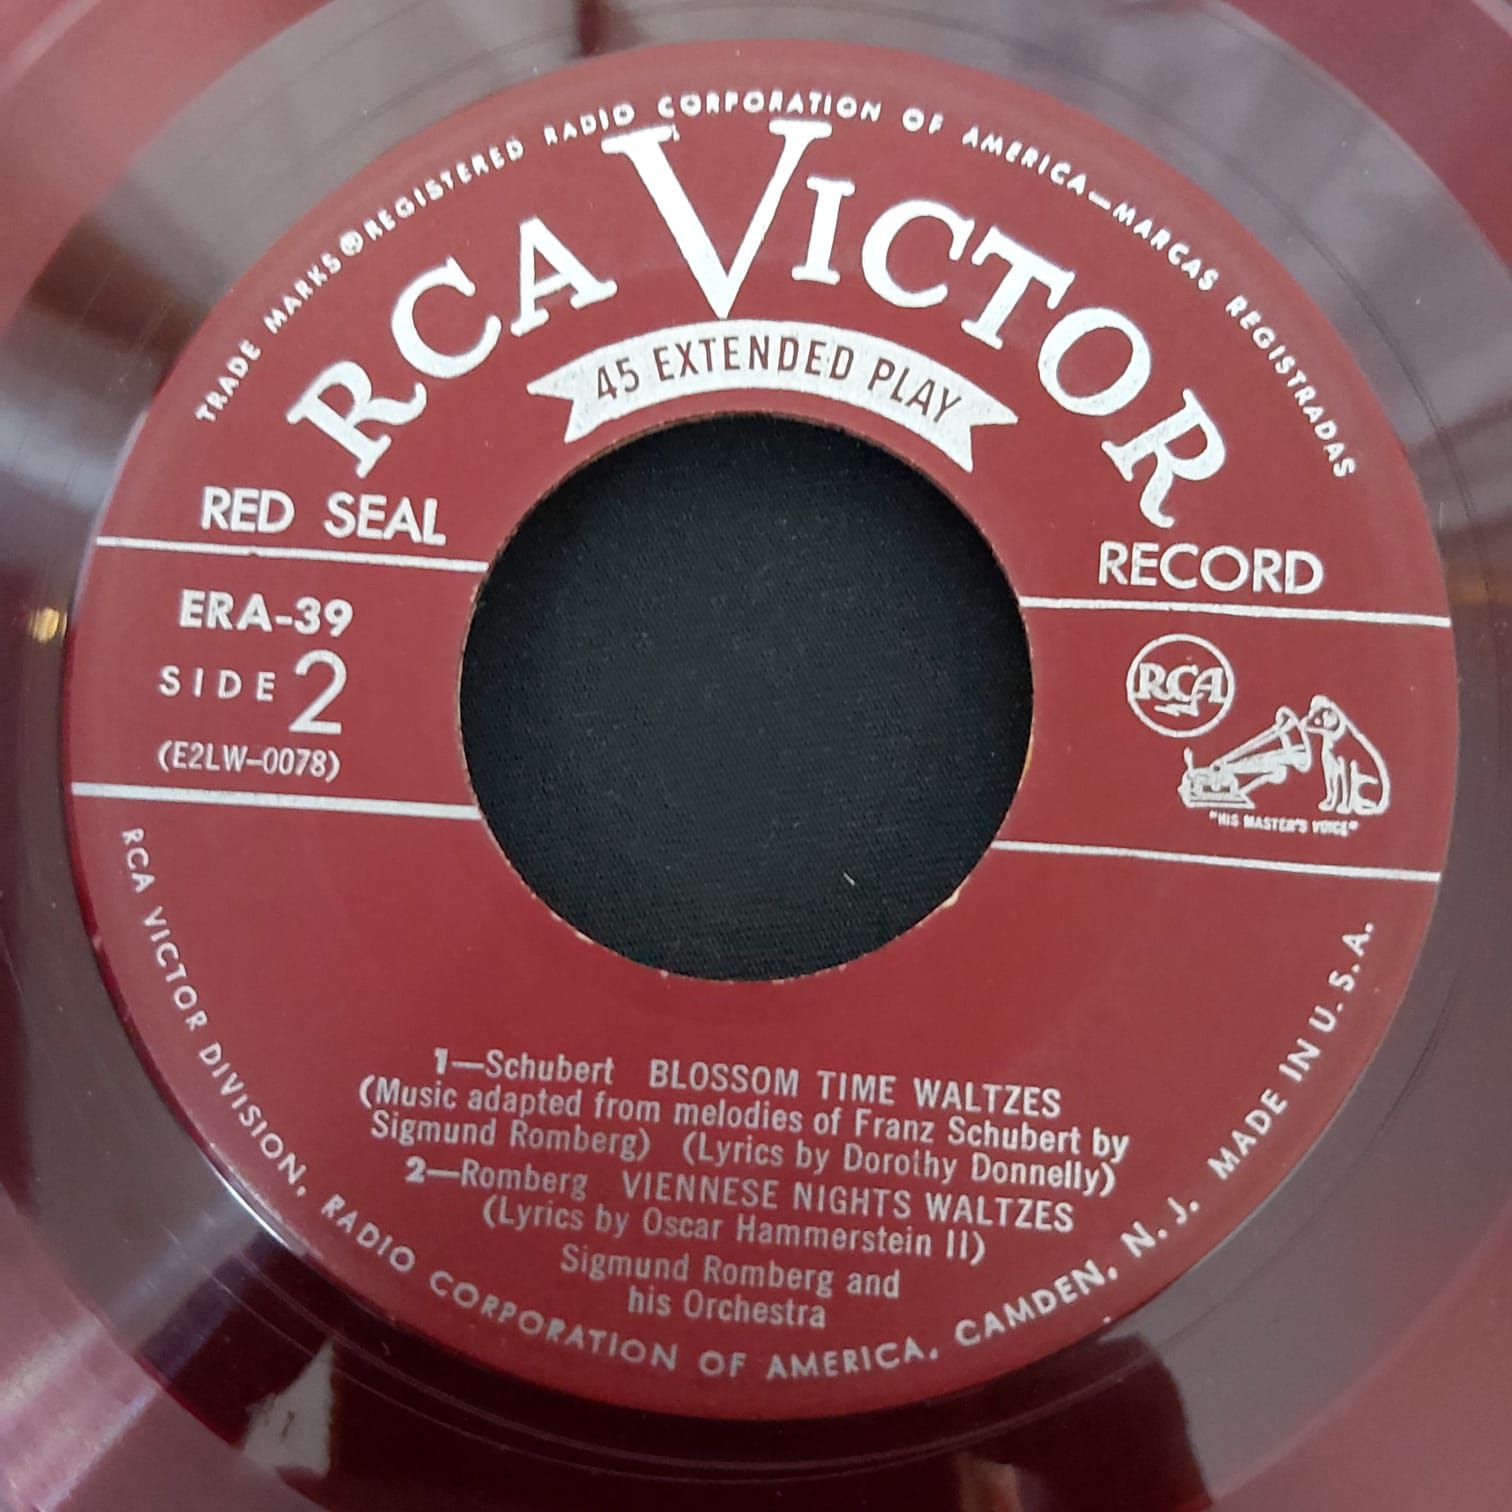 TRADE MARKS ® REGISTERED RADIO CORPORATION OF AMERICA—MARCAS REGISTRADAS
RCA VICTOR
45 EXTENDED PLAY
RED SEAL
RECORD
ERA-39
SIDE 2
(E2LW-0078)
RCA
"HIS MASTER'S VOICE"
1—Schubert BLOSSOM TIME WALTZES
(Music adapted from melodies of Franz Schubert by
Sigmund Romberg) (Lyrics by Dorothy Donnelly)
2—Romberg VIENNESE NIGHTS WALTZES
(Lyrics by Oscar Hammerstein II)
Sigmund Romberg and
his Orchestra
RCA VICTOR DIVISION, RADIO CORPORATION OF AMERICA, CAMDEN, N. J. MADE IN U. S. A.